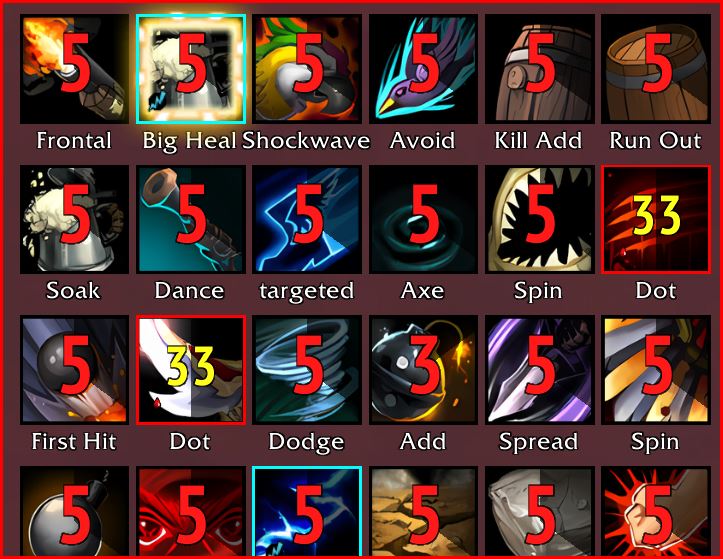 5 5 5 5 5 5
Frontal Big Heal Shockwave Avoid Kill Add Run Out
5 5 5 5 5 33
Soak Dance targeted Axe Spin Dot
5 33 5 3 5 5
First Hit Dot Dodge Add Spread Spin
5 5 5 5 5 5